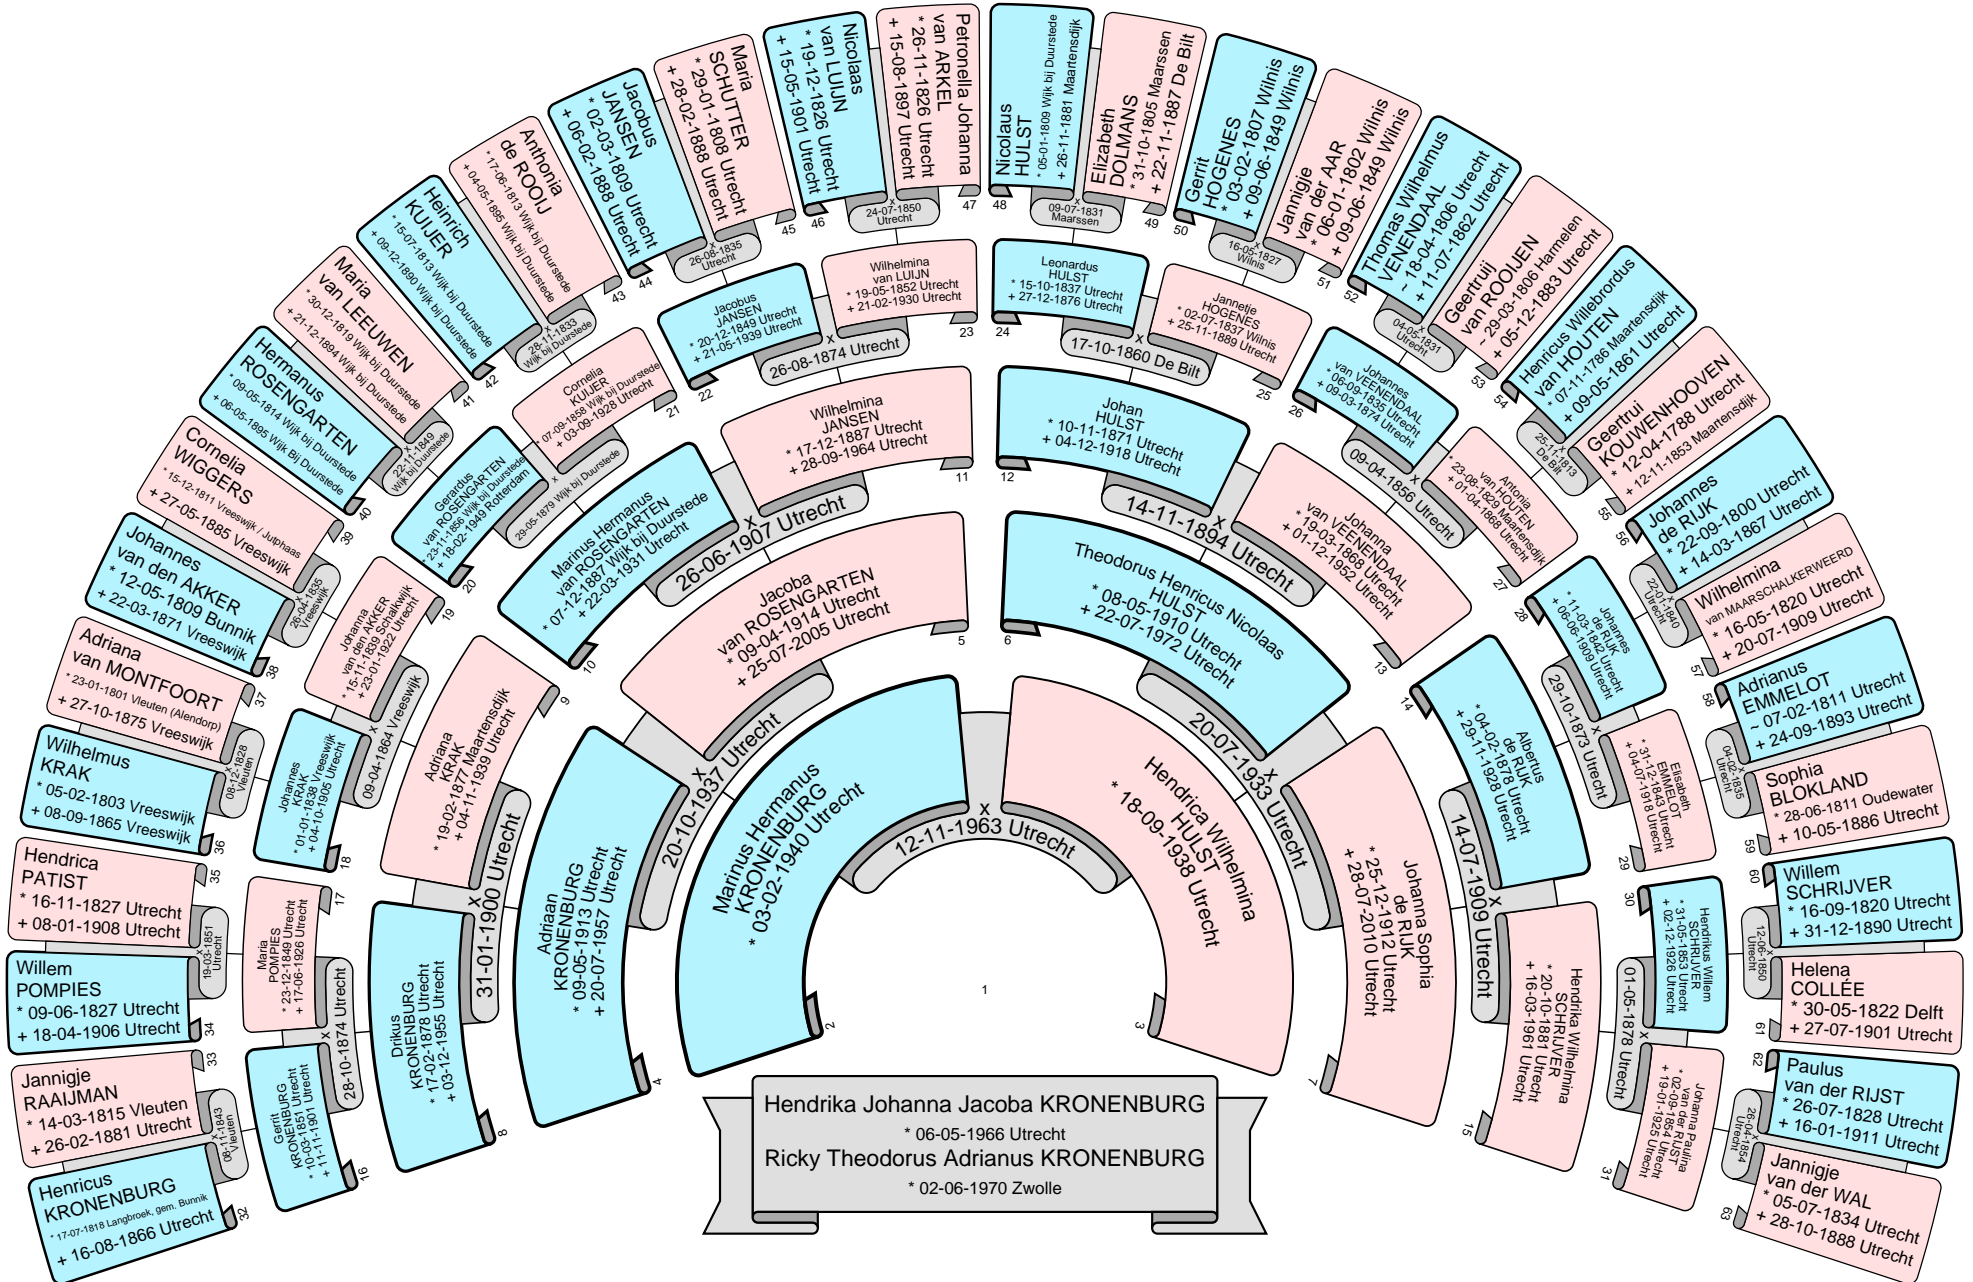 Hendrika Johanna Jacoba KRONENBURG
* 06-05-1966 Utrecht
Ricky Theodorus Adrianus KRONENBURG
* 02-06-1970 Zwolle
1
Marinus Hermanus
KRONENBURG
* 03-02-1940 Utrecht
2
x
12-11-1963 Utrecht
Hendrica Wilhelmina
HULST
* 18-09-1938 Utrecht
3
Adriaan
KRONENBURG
* 09-05-1913 Utrecht
+ 20-07-1957 Utrecht
4
x
20-10-1937 Utrecht
Jacoba
van ROSENGARTEN
* 09-04-1914 Utrecht
+ 25-07-2005 Utrecht
5
Theodorus Henricus Nicolaas
HULST
* 08-05-1910 Utrecht
+ 22-07-1972 Utrecht
6
x
20-07-1933 Utrecht
Johanna Sophia
de RIJK
* 25-12-1912 Utrecht
+ 28-07-2010 Utrecht
7
Drikus
KRONENBURG
* 17-02-1878 Utrecht
+ 03-12-1955 Utrecht
8
x
31-01-1900 Utrecht
Adriana
KRAK
* 19-02-1877 Maartensdijk
+ 04-11-1939 Utrecht
9
Marinus Hermanus
van ROSENGARTEN
* 07-12-1887 Wijk bij Duurstede
+ 22-03-1931 Utrecht
10
x
26-06-1907 Utrecht
Wilhelmina
JANSEN
* 17-12-1887 Utrecht
+ 28-09-1964 Utrecht
11
Johan
HULST
* 10-11-1871 Utrecht
+ 04-12-1918 Utrecht
12
x
14-11-1894 Utrecht
Johanna
van VEENENDAAL
* 19-03-1868 Utrecht
+ 01-12-1952 Utrecht
13
Albertus
de RIJK
* 04-02-1878 Utrecht
+ 29-11-1928 Utrecht
14
x
14-07-1909 Utrecht
Hendrika Wilhelmina
SCHRIJVER
* 20-10-1881 Utrecht
+ 16-03-1961 Utrecht
15
Gerrit
KRONENBURG
* 10-03-1851 Utrecht
+ 11-11-1901 Utrecht
16
x
28-10-1874 Utrecht
Maria
POMPIES
* 23-12-1849 Utrecht
+ 17-06-1926 Utrecht
17
Johannes
KRAK
* 01-01-1838 Vreeswijk
+ 04-10-1905 Utrecht
18
x
09-04-1864 Vreeswijk
Johanna
van den AKKER
* 15-11-1839 Schalkwijk
+ 23-01-1922 Utrecht
19
Gerardus
van ROSENGARTEN
* 23-11-1856 Wijk bij Duurstede
+ 18-02-1949 Rotterdam
20
x
29-05-1879 Wijk bij Duurstede
Cornelia
KUIJER
* 07-09-1858 Wijk bij Duurstede
+ 03-09-1928 Utrecht
21
Jacobus
JANSEN
* 20-12-1849 Utrecht
+ 21-05-1939 Utrecht
22
x
26-08-1874 Utrecht
Wilhelmina
van LUIJN
* 19-05-1852 Utrecht
+ 21-02-1930 Utrecht
23
Leonardus
HULST
* 15-10-1837 Utrecht
+ 27-12-1876 Utrecht
24
x
17-10-1860 De Bilt
Jannetje
HOGENES
* 02-07-1837 Wilnis
+ 25-11-1889 Utrecht
25
Johannes
van VEENENDAAL
* 06-09-1835 Utrecht
+ 09-03-1874 Utrecht
26
x
09-04-1856 Utrecht
Antonia
van HOUTEN
* 23-08-1829 Maartensdijk
+ 01-04-1868 Utrecht
27
Johannes
de RIJK
* 11-03-1842 Utrecht
+ 06-06-1909 Utrecht
28
x
29-10-1873 Utrecht
Elisabeth
EMMELOT
* 31-12-1843 Utrecht
+ 04-07-1918 Utrecht
29
Hendrikus Willem
SCHRIJVER
* 31-05-1853 Utrecht
+ 02-12-1926 Utrecht
30
x
01-05-1878 Utrecht
Johanna Paulina
van der RIJST
* 02-09-1854 Utrecht
+ 19-01-1925 Utrecht
31
Henricus
KRONENBURG
* 17-07-1818 Langbroek, gem. Bunnik
+ 16-08-1866 Utrecht
32
x
08-11-1843
Vleuten
Jannigje
RAAIJMAN
* 14-03-1815 Vleuten
+ 26-02-1881 Utrecht
33
Willem
POMPIES
* 09-06-1827 Utrecht
+ 18-04-1906 Utrecht
34
x
19-03-1851
Utrecht
Hendrica
PATIST
* 16-11-1827 Utrecht
+ 08-01-1908 Utrecht
35
Wilhelmus
KRAK
* 05-02-1803 Vreeswijk
+ 08-09-1865 Vreeswijk
36
x
08-12-1828
Vleuten
Adriana
van MONTFOORT
* 23-01-1801 Vleuten (Alendorp)
+ 27-10-1875 Vreeswijk
37
Johannes
van den AKKER
* 12-05-1809 Bunnik
+ 22-03-1871 Vreeswijk
38
x
26-04-1835
Vreeswijk
Cornelia
WIGGERS
* 15-12-1811 Vreeswijk / Jutphaas
+ 27-05-1885 Vreeswijk
39
Hermanus
ROSENGARTEN
* 09-05-1814 Wijk bij Duurstede
+ 06-05-1895 Wijk Bij Duurstede
40
x
22-11-1849
Wijk bij Duurstede
Maria
van LEEUWEN
* 30-12-1819 Wijk bij Duurstede
+ 21-12-1894 Wijk bij Duurstede
41
Heinrich
KUIJER
* 15-07-1813 Wijk bij Duurstede
+ 09-12-1890 Wijk bij Duurstede
42
x
28-11-1833
Wijk bij Duurstede
Anthonia
de ROOIJ
* 17-06-1813 Wijk bij Duurstede
+ 04-05-1895 Wijk bij Duurstede
43
Jacobus
JANSEN
* 02-03-1809 Utrecht
+ 06-02-1888 Utrecht
44
x
26-08-1835
Utrecht
Maria
SCHUTTER
* 29-01-1808 Utrecht
+ 28-02-1888 Utrecht
45
Nicolaas
van LUIJN
* 19-12-1826 Utrecht
+ 15-05-1901 Utrecht
46
x
24-07-1850
Utrecht
Petronella Johanna
van ARKEL
* 26-11-1826 Utrecht
+ 15-08-1897 Utrecht
47
Nicolaus
HULST
* 05-01-1809 Wijk bij Duurstede
+ 26-11-1881 Maartensdijk
48
x
09-07-1831
Maarssen
Elizabeth
DOLMANS
* 31-10-1805 Maarssen
+ 22-11-1887 De Bilt
49
Gerrit
HOGENES
* 03-02-1807 Wilnis
+ 09-06-1849 Wilnis
50
x
16-05-1827
Wilnis
Jannigje
van der AAR
* 06-01-1802 Wilnis
+ 09-06-1849 Wilnis
51
Thomas Wilhelmus
VENENDAAL
~ 18-04-1806 Utrecht
+ 11-07-1862 Utrecht
52
x
04-05-1831
Utrecht
Geertruij
van ROOIJEN
~ 29-03-1806 Harmelen
+ 05-12-1883 Utrecht
53
Henricus Willebrordus
van HOUTEN
* 07-11-1786 Maartensdijk
+ 09-05-1861 Utrecht
54
x
25-11-1813
De Bilt
Geertrui
KOUWENHOOVEN
* 12-04-1788 Utrecht
+ 12-11-1853 Maartensdijk
55
Johannes
de RIJK
* 22-09-1800 Utrecht
+ 14-03-1867 Utrecht
56
x
22-01-1840
Utrecht
Wilhelmina
van MAARSCHALKERWEERD
* 16-05-1820 Utrecht
+ 20-07-1909 Utrecht
57
Adrianus
EMMELOT
~ 07-02-1811 Utrecht
+ 24-09-1893 Utrecht
58
x
04-02-1835
Utrecht
Sophia
BLOKLAND
* 28-06-1811 Oudewater
+ 10-05-1886 Utrecht
59
Willem
SCHRIJVER
* 16-09-1820 Utrecht
+ 31-12-1890 Utrecht
60
x
12-06-1850
Utrecht
Helena
COLLÉE
* 30-05-1822 Delft
+ 27-07-1901 Utrecht
61
Paulus
van der RIJST
* 26-07-1828 Utrecht
+ 16-01-1911 Utrecht
62
x
26-04-1854
Utrecht
Jannigje
van der WAL
* 05-07-1834 Utrecht
+ 28-10-1888 Utrecht
63